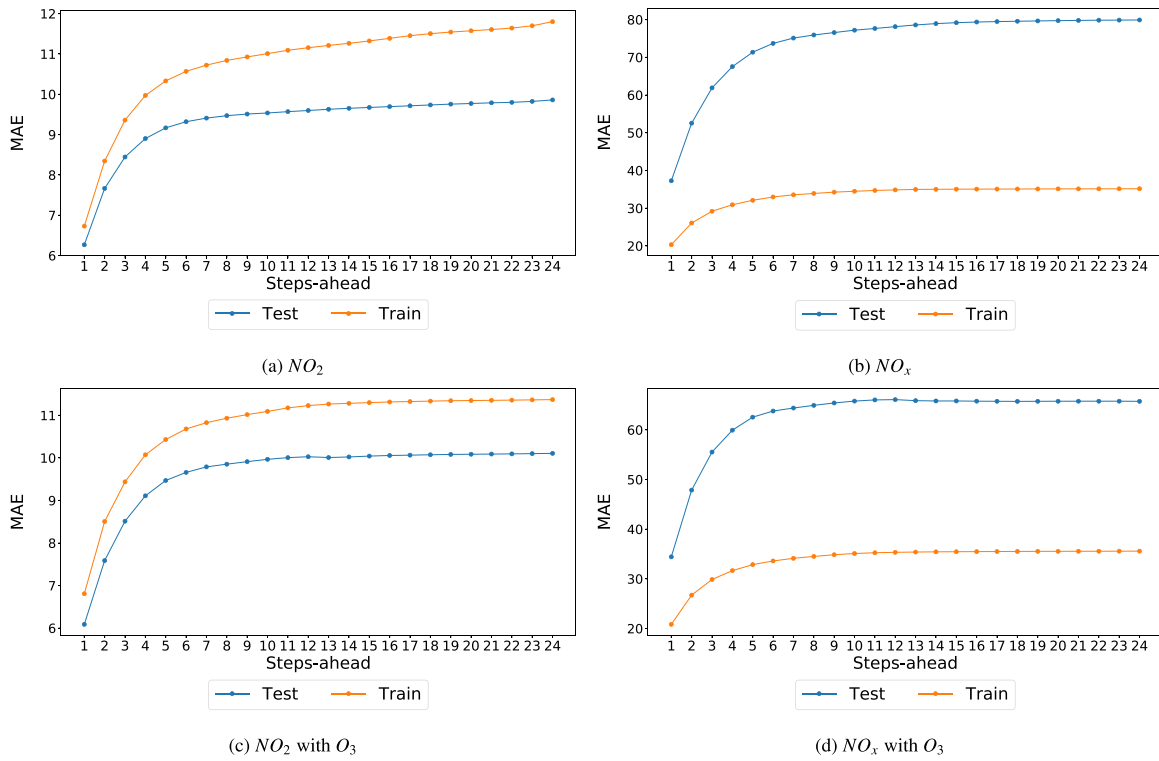 12
11
10
9
8
7
6
MAE
1 2 3 4 5 6 7 8 9 10 11 12 13 14 15 16 17 18 19 20 21 22 23 24
Steps-ahead
Test Train
(a) NO₂
80
70
60
50
40
30
20
MAE
1 2 3 4 5 6 7 8 9 10 11 12 13 14 15 16 17 18 19 20 21 22 23 24
Steps-ahead
Test Train
(b) NOₓ
11
10
9
8
7
6
MAE
1 2 3 4 5 6 7 8 9 10 11 12 13 14 15 16 17 18 19 20 21 22 23 24
Steps-ahead
Test Train
(c) NO₂ with O₃
60
50
40
30
20
MAE
1 2 3 4 5 6 7 8 9 10 11 12 13 14 15 16 17 18 19 20 21 22 23 24
Steps-ahead
Test Train
(d) NOₓ with O₃